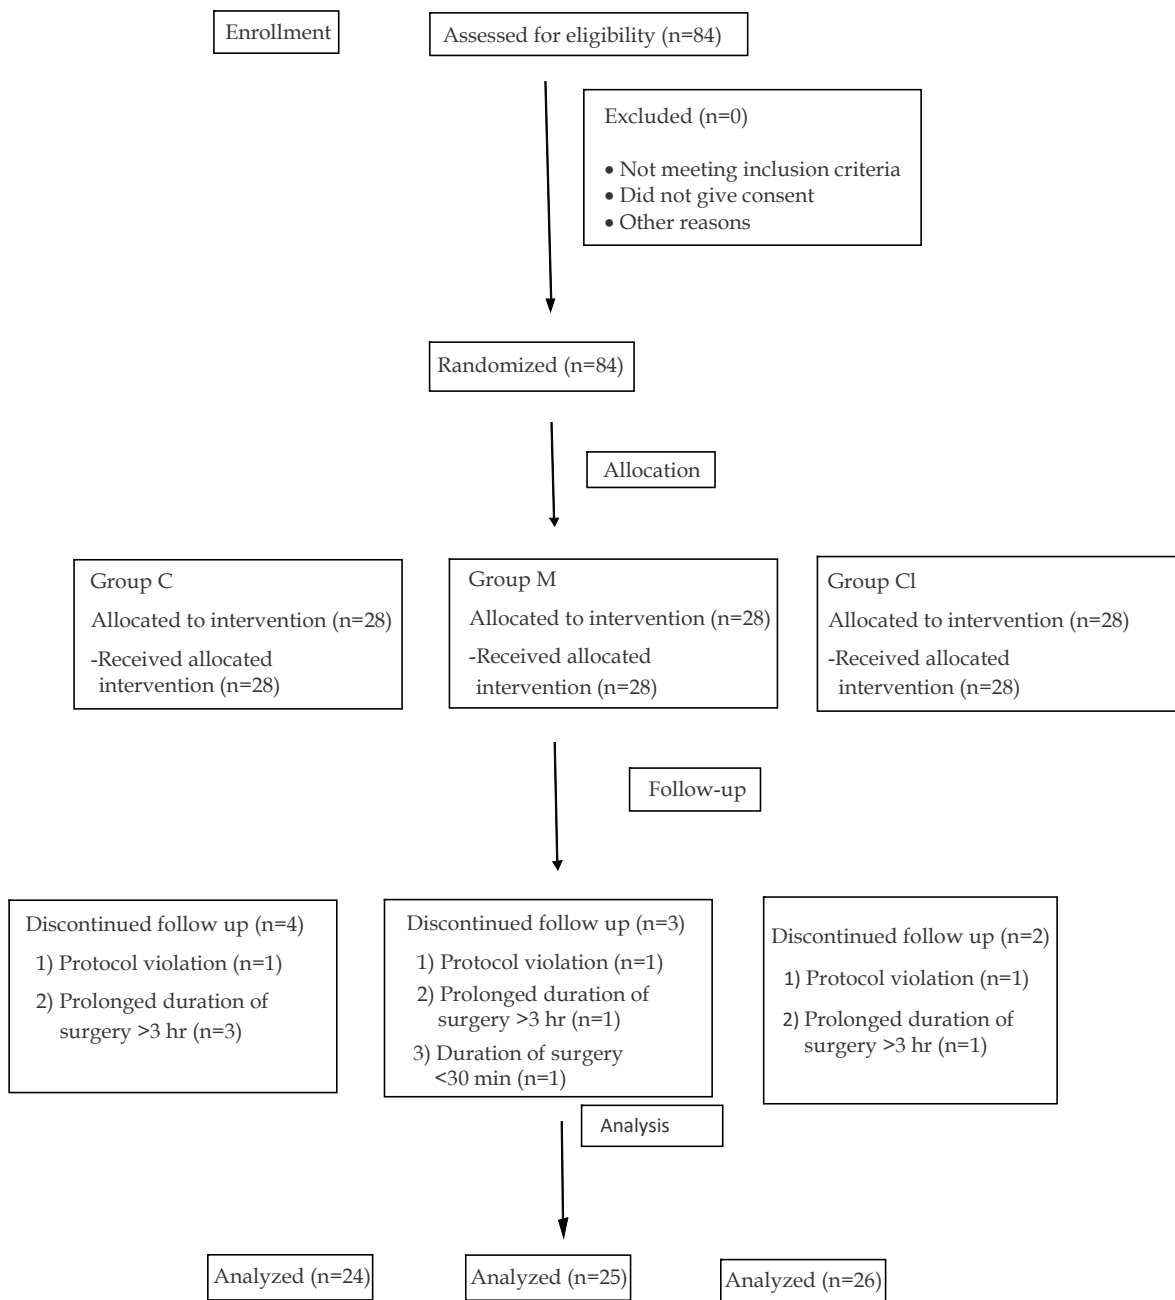 Enrollment
Assessed for eligibility (n=84)
Excluded (n=0)
• Not meeting inclusion criteria
• Did not give consent
• Other reasons
Randomized (n=84)
Allocation
Group C
Allocated to intervention (n=28)
-Received allocated
intervention (n=28)
Group M
Allocated to intervention (n=28)
-Received allocated
intervention (n=28)
Group Cl
Allocated to intervention (n=28)
-Received allocated
intervention (n=28)
Follow-up
Discontinued follow up (n=4)
1) Protocol violation (n=1)
2) Prolonged duration of
surgery >3 hr (n=3)
Discontinued follow up (n=3)
1) Protocol violation (n=1)
2) Prolonged duration of
surgery >3 hr (n=1)
3) Duration of surgery
<30 min (n=1)
Discontinued follow up (n=2)
1) Protocol violation (n=1)
2) Prolonged duration of
surgery >3 hr (n=1)
Analysis
Analyzed (n=24)
Analyzed (n=25)
Analyzed (n=26)